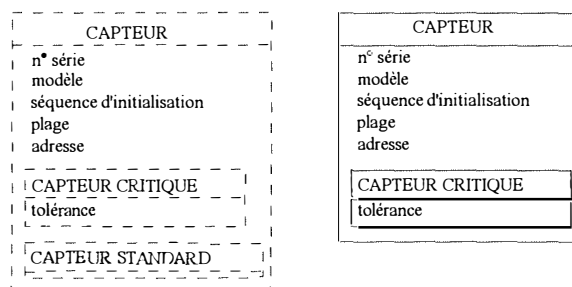 CAPTEUR
n° série
modèle
séquence d'initialisation
plage
adresse
CAPTEUR CRITIQUE
tolérance
CAPTEUR STANDARD
CAPTEUR
n° série
modèle
séquence d'initialisation
plage
adresse
CAPTEUR CRITIQUE
tolérance